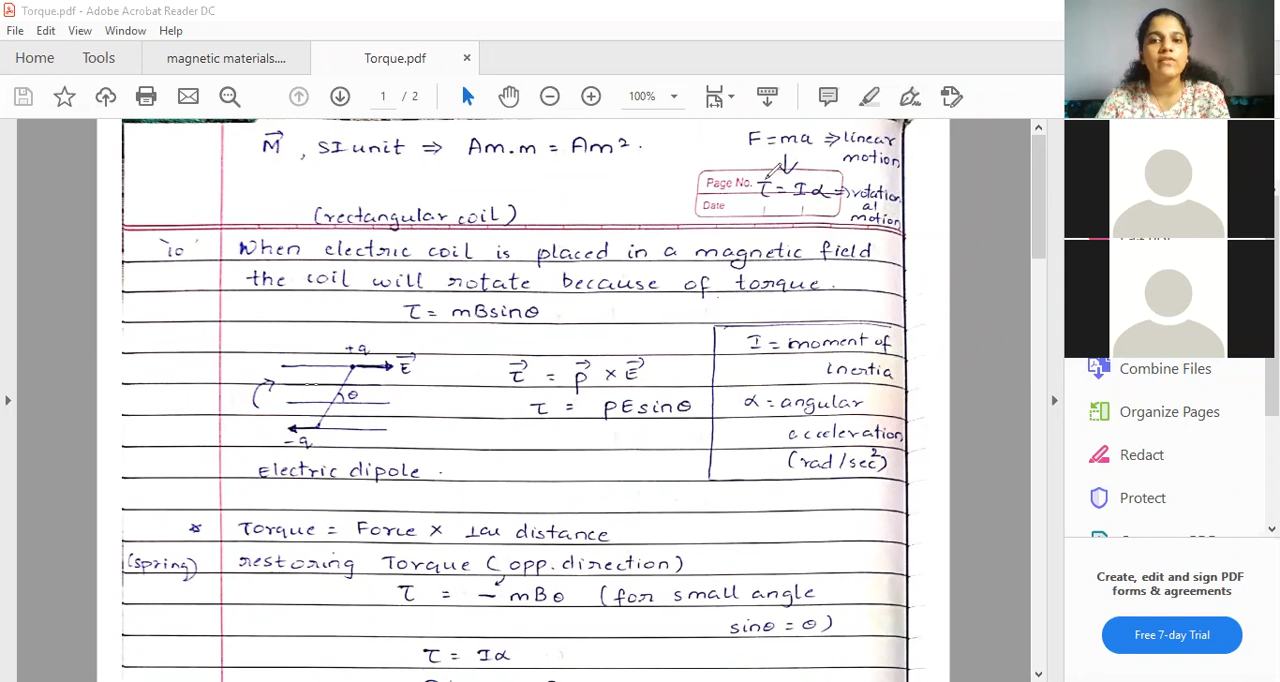 Torque.pdf - Adobe Acrobat Reader DC
File Edit View Window Help
Home Tools magnetic materials.... Torque.pdf ×
1 / 2 100%
M⃗ , SI unit ⇒ Am.m = Am². F = ma ⇒ linear
motion
Page No. τ = Iα ⇒ rotation
Date al
(rectangular coil) motion
10 When electric coil is placed in a magnetic field
the coil will rotate because of torque.
τ = mBsinθ
+q E⃗
θ
-q
Electric dipole.
τ⃗ = p⃗ × E⃗
τ = pEsinθ
I = moment of
inertia
α = angular
acceleration
(rad/sec²)
* Torque = Force × ⊥ar distance
(spring) restoring Torque (opp. direction)
τ = - mBθ (for small angle
sinθ = θ)
τ = Iα
Combine Files
Organize Pages
Redact
Protect
Create, edit and sign PDF
forms & agreements
Free 7-day Trial